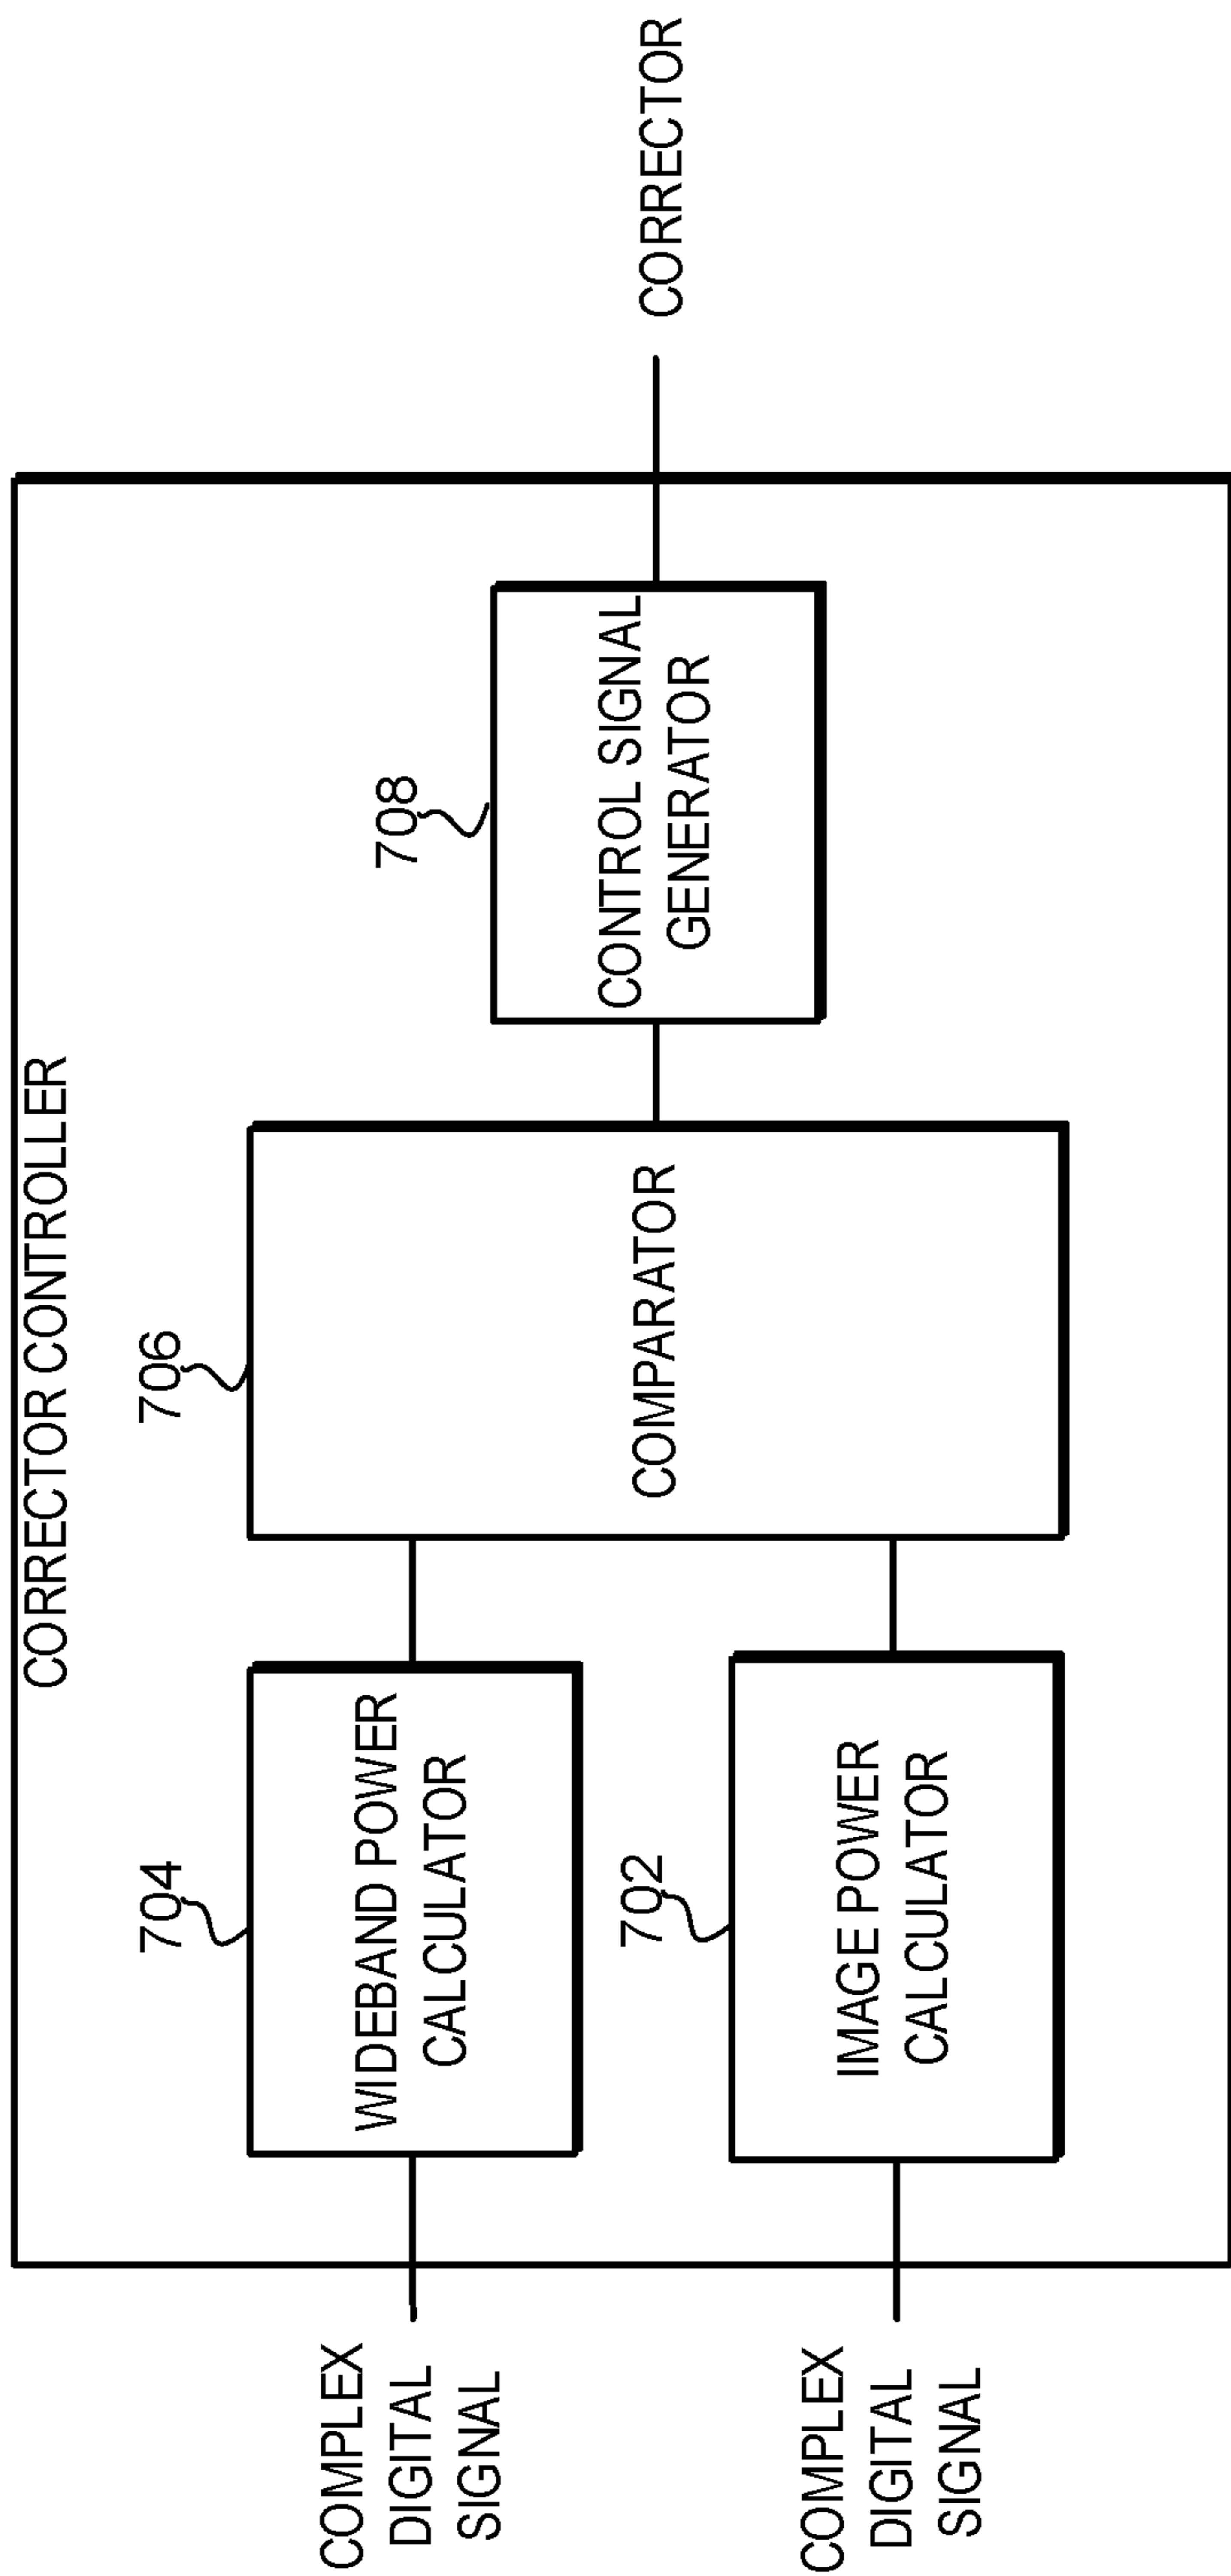 CORRECTOR CONTROLLER
704
706
708
COMPLEX
DIGITAL
SIGNAL
WIDEBAND POWER
CALCULATOR
COMPARATOR
CONTROL SIGNAL
GENERATOR
CORRECTOR
702
COMPLEX
DIGITAL
SIGNAL
IMAGE POWER
CALCULATOR